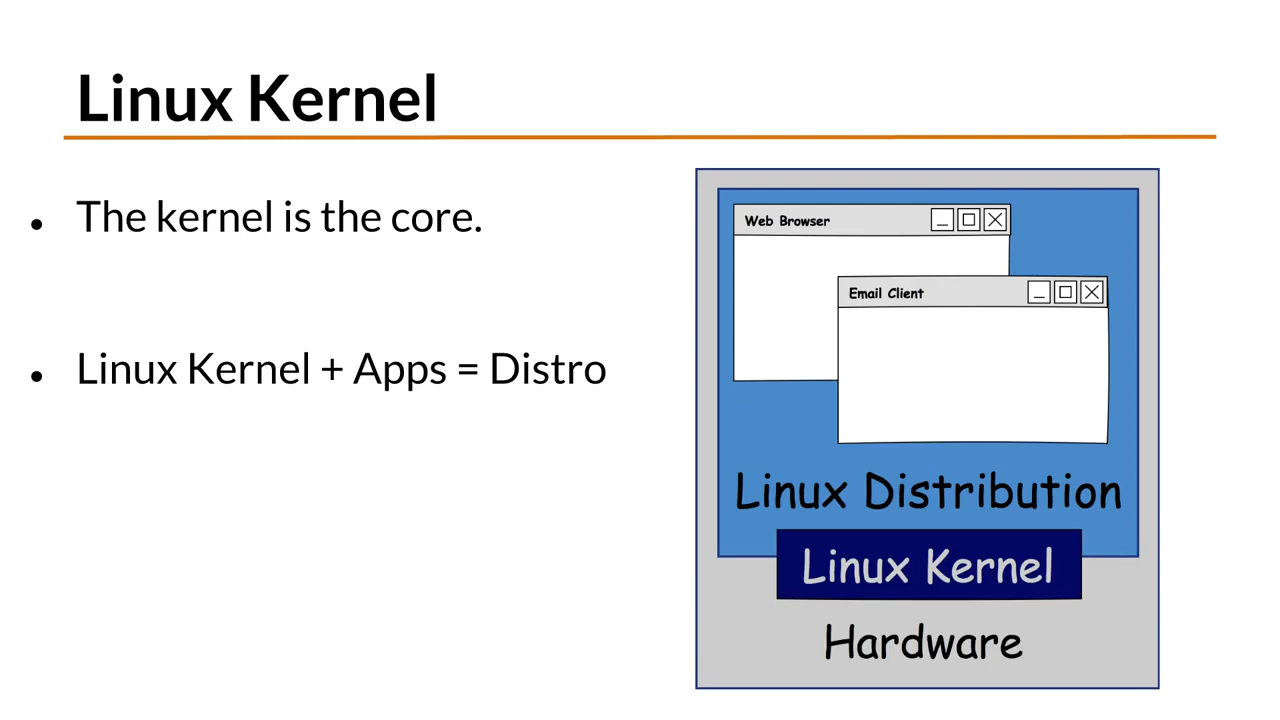 Linux Kernel
The kernel is the core.
Linux Kernel + Apps = Distro
Web Browser
Email Client
Linux Distribution
Linux Kernel
Hardware